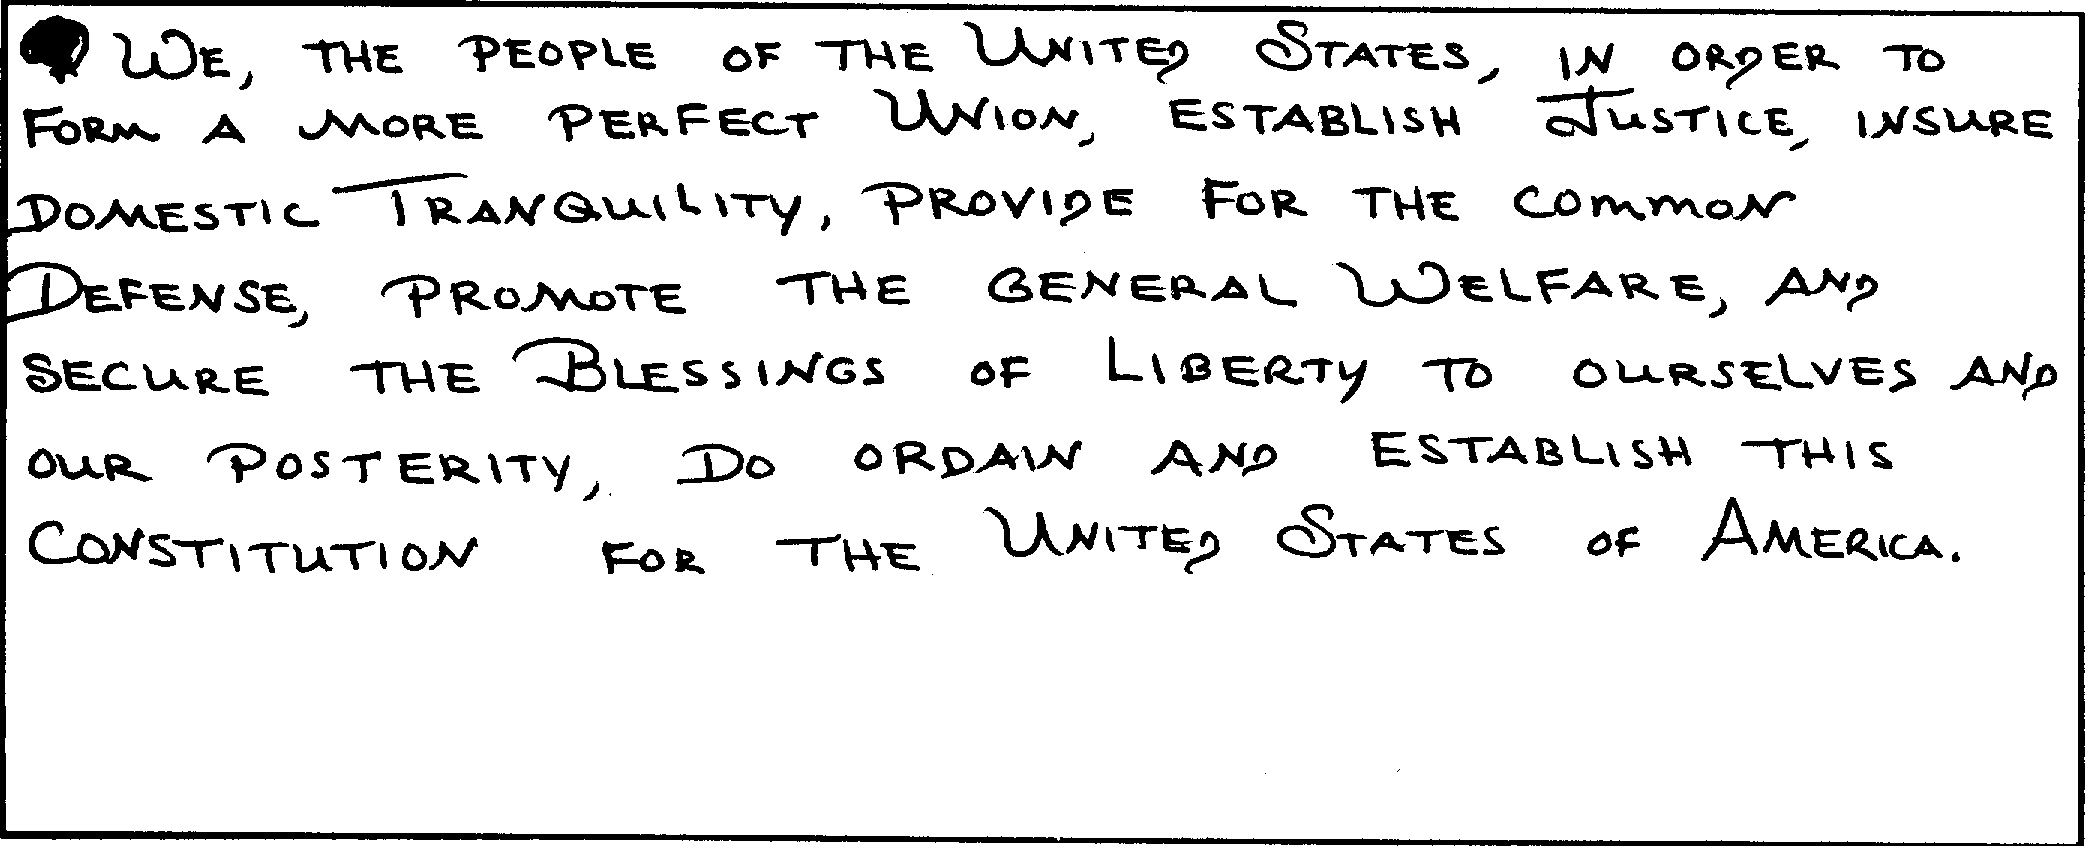 WE, THE PEOPLE OF THE UNITED STATES, IN ORDER TO
FORM A MORE PERFECT UNION, ESTABLISH JUSTICE, INSURE
DOMESTIC TRANQUILITY, PROVIDE FOR THE COMMON
DEFENSE, PROMOTE THE GENERAL WELFARE, AND
SECURE THE BLESSINGS OF LIBERTY TO OURSELVES AND
OUR POSTERITY, DO ORDAIN AND ESTABLISH THIS
CONSTITUTION FOR THE UNITED STATES OF AMERICA.